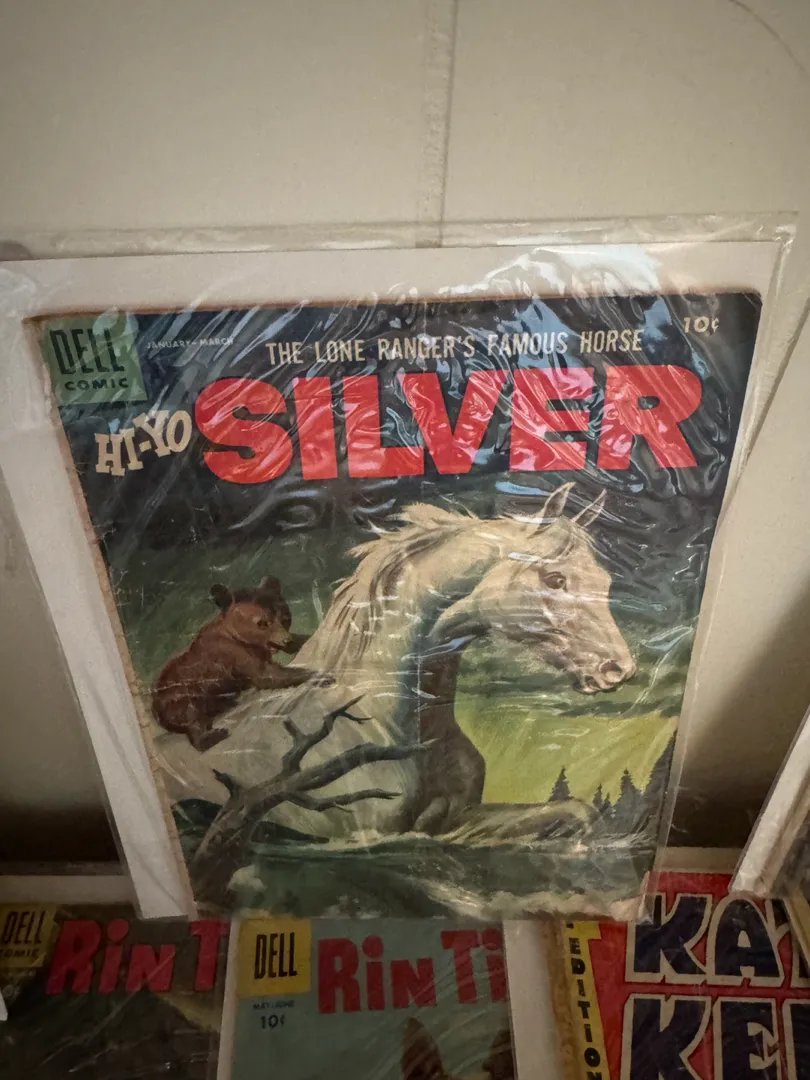 DELL
COMIC
JANUARY-MARCH
THE LONE RANGER'S FAMOUS HORSE
10¢
HI-YO
SILVER
DELL
COMIC
RiN T
DELL
MAY-JUNE
10¢
RiN Ti
EDITION
KA
KE